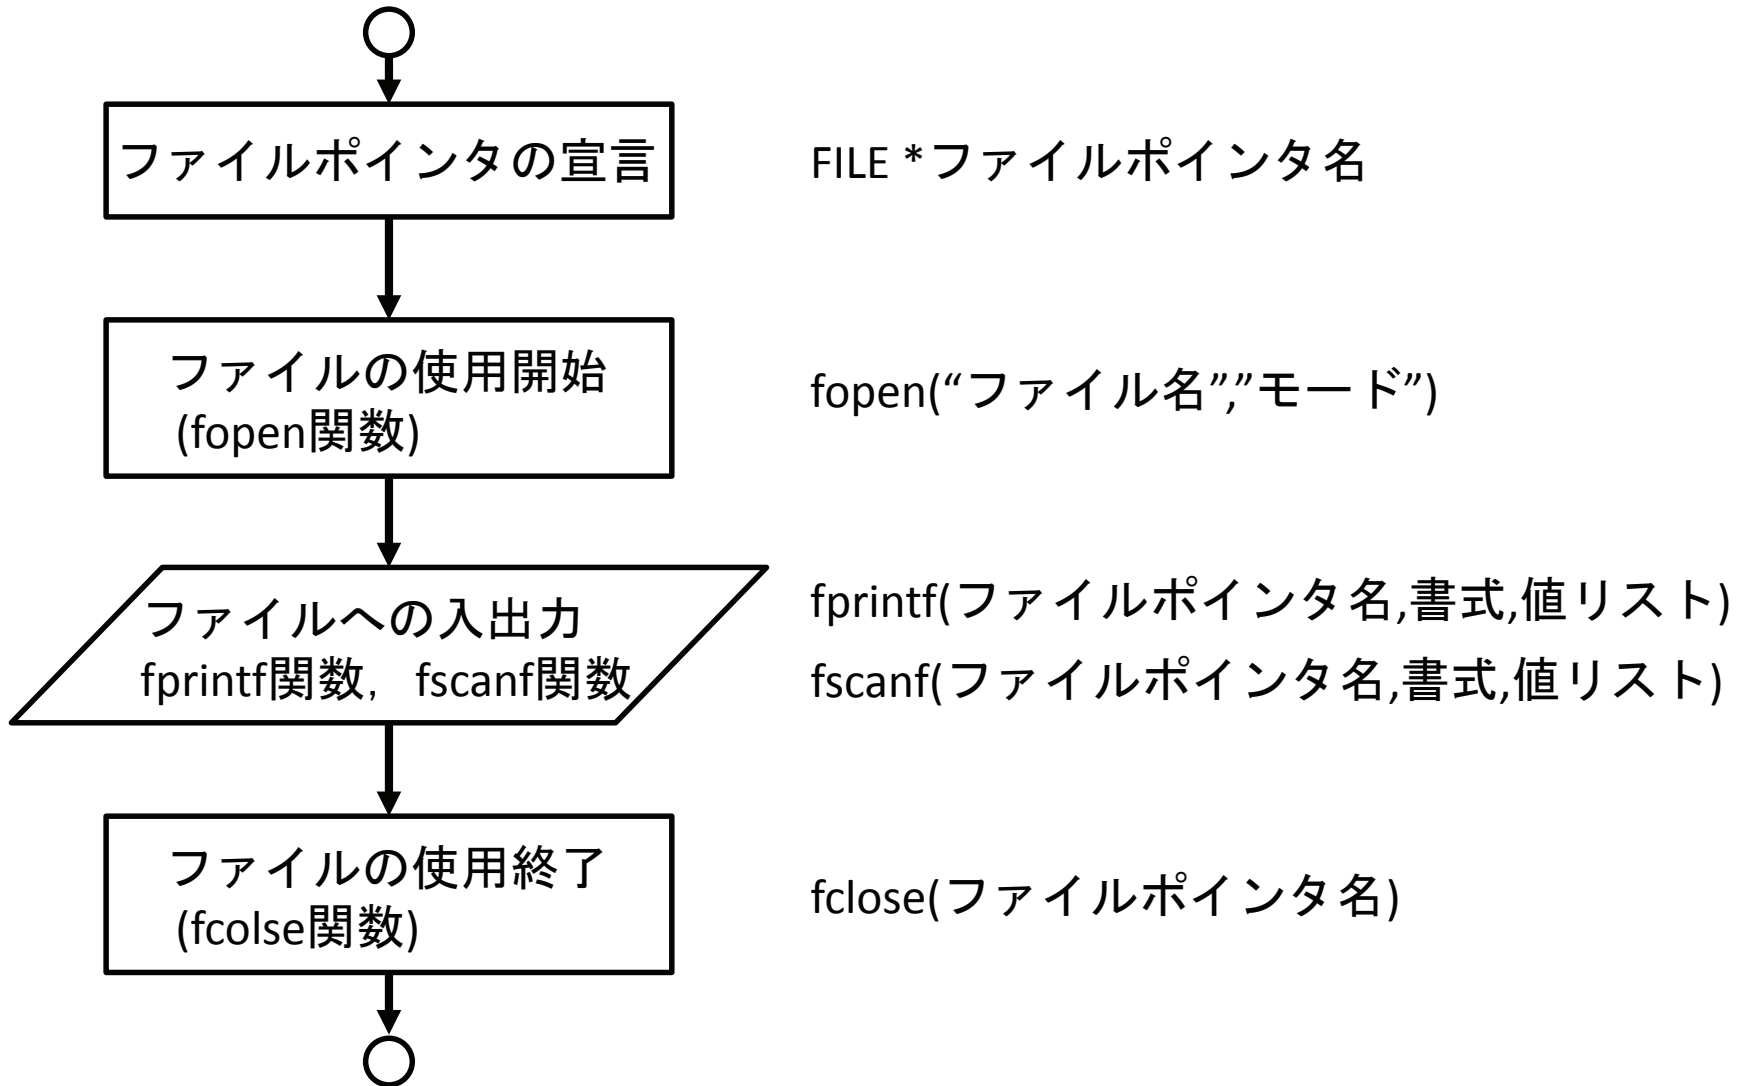 ファイルポインタの宣言
FILE *ファイルポインタ名
ファイルの使用開始
(fopen関数)
fopen(“ファイル名”,”モード”)
ファイルへの入出力
fprintf関数，fscanf関数
fprintf(ファイルポインタ名,書式,値リスト)
fscanf(ファイルポインタ名,書式,値リスト)
ファイルの使用終了
(fcolse関数)
fclose(ファイルポインタ名)